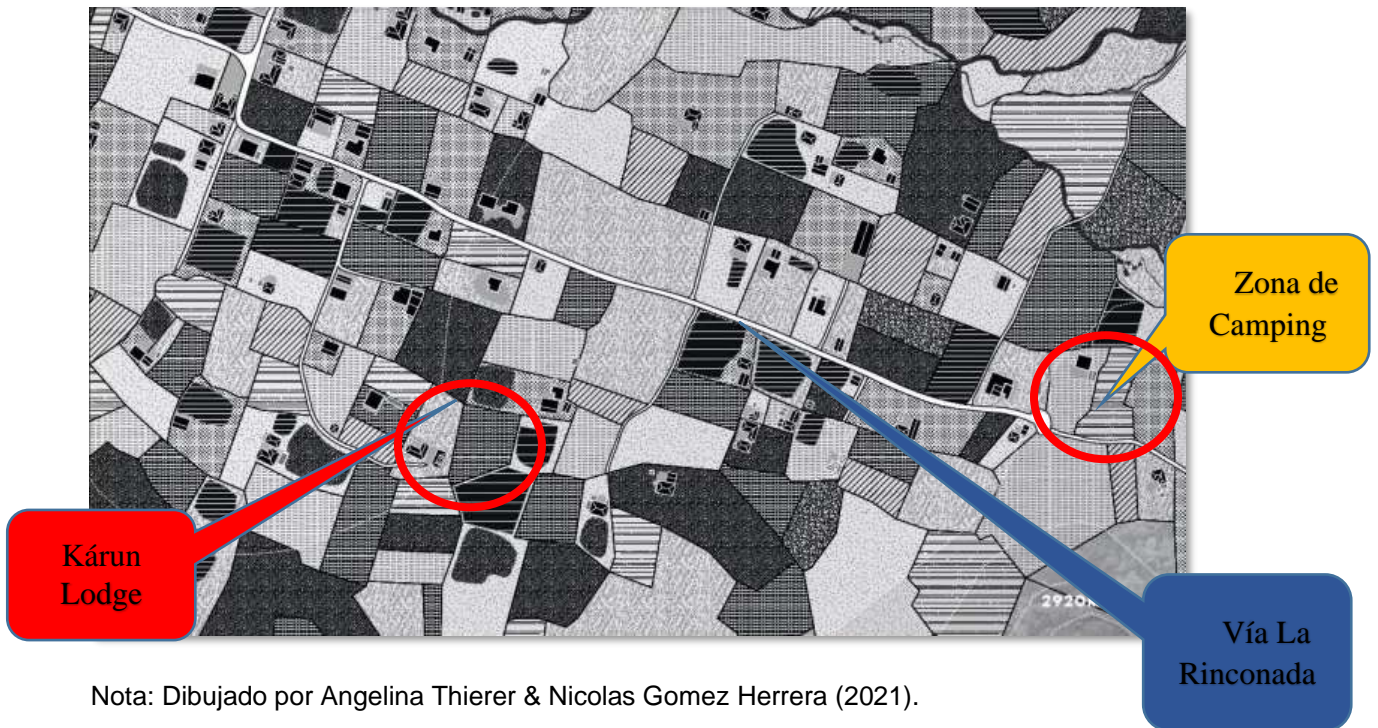 Zona de
Camping
Kárun
Lodge
Vía La
Rinconada
Nota: Dibujado por Angelina Thierer & Nicolas Gomez Herrera (2021).